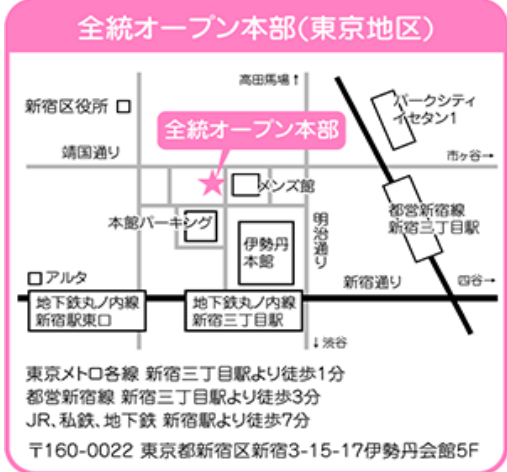 全統オープン本部(東京地区)
高田馬場↑
新宿区役所
パークシティ
イセタン1
全統オープン本部
靖国通り
市ヶ谷→
メンズ館
本館パーキング
都営新宿線
新宿三丁目駅
明治通り
伊勢丹
本館
アルタ
新宿通り
四谷→
地下鉄丸ノ内線
新宿駅東口
地下鉄丸ノ内線
新宿三丁目駅
↓渋谷
東京メトロ各線 新宿三丁目駅より徒歩1分
都営新宿線 新宿三丁目駅より徒歩3分
JR、私鉄、地下鉄 新宿駅より徒歩7分
〒160-0022 東京都新宿区新宿3-15-17伊勢丹会館5F